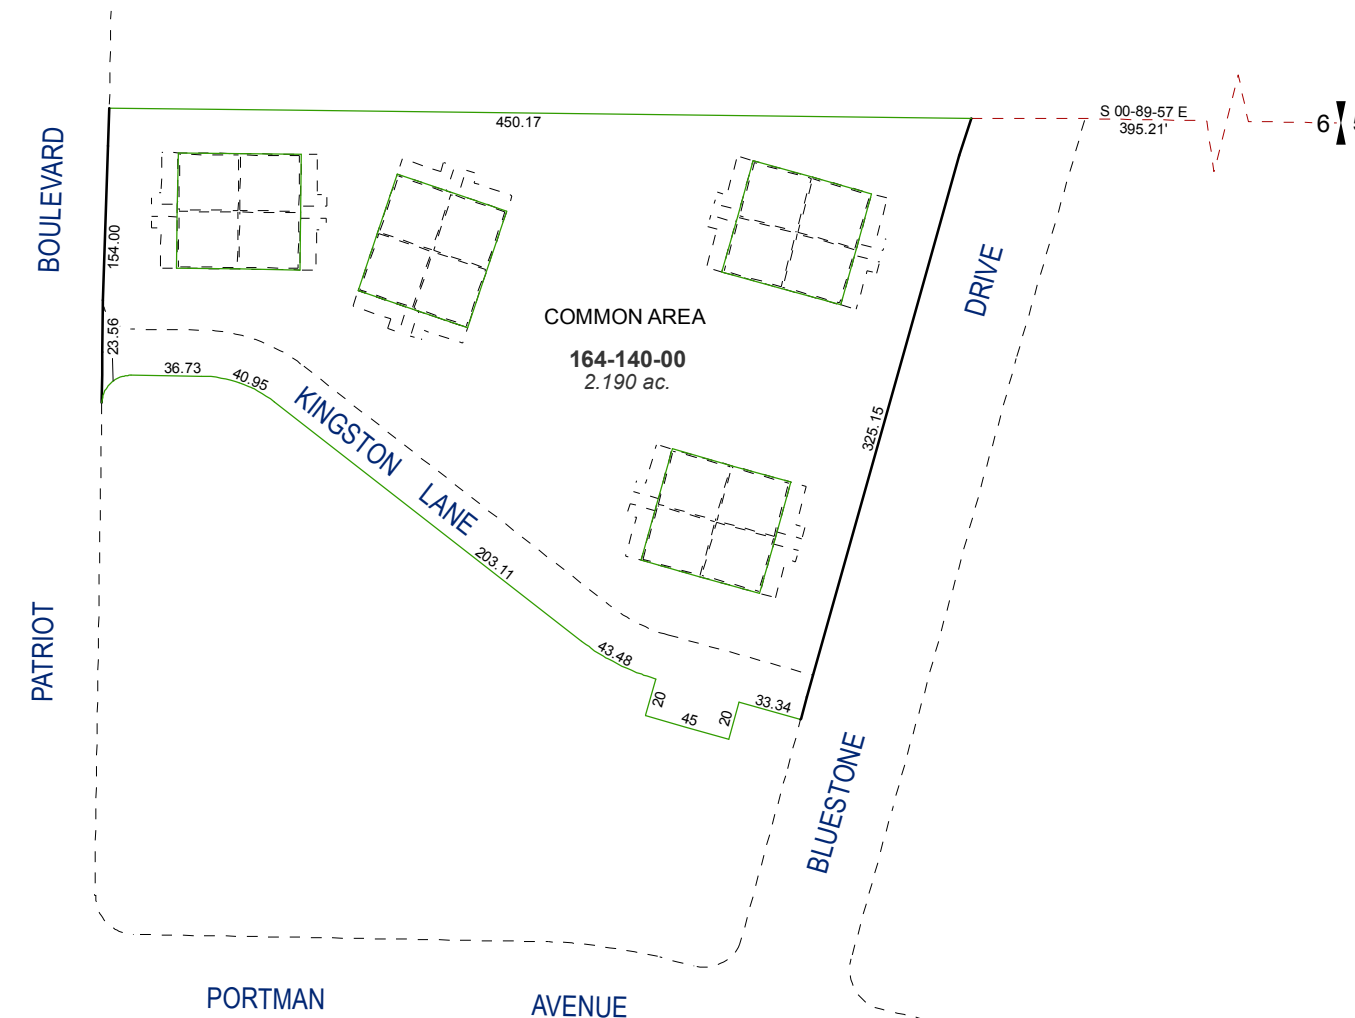 S 00-89-57 E
395.21'
6
450.17
BOULEVARD
154.00
DRIVE
COMMON AREA
164-140-00
2.190 ac.
23.56
36.73
40.95
KINGSTON LANE
325.15
203.11
PATRIOT
43.48
20
45
20
33.34
BLUESTONE
PORTMAN AVENUE